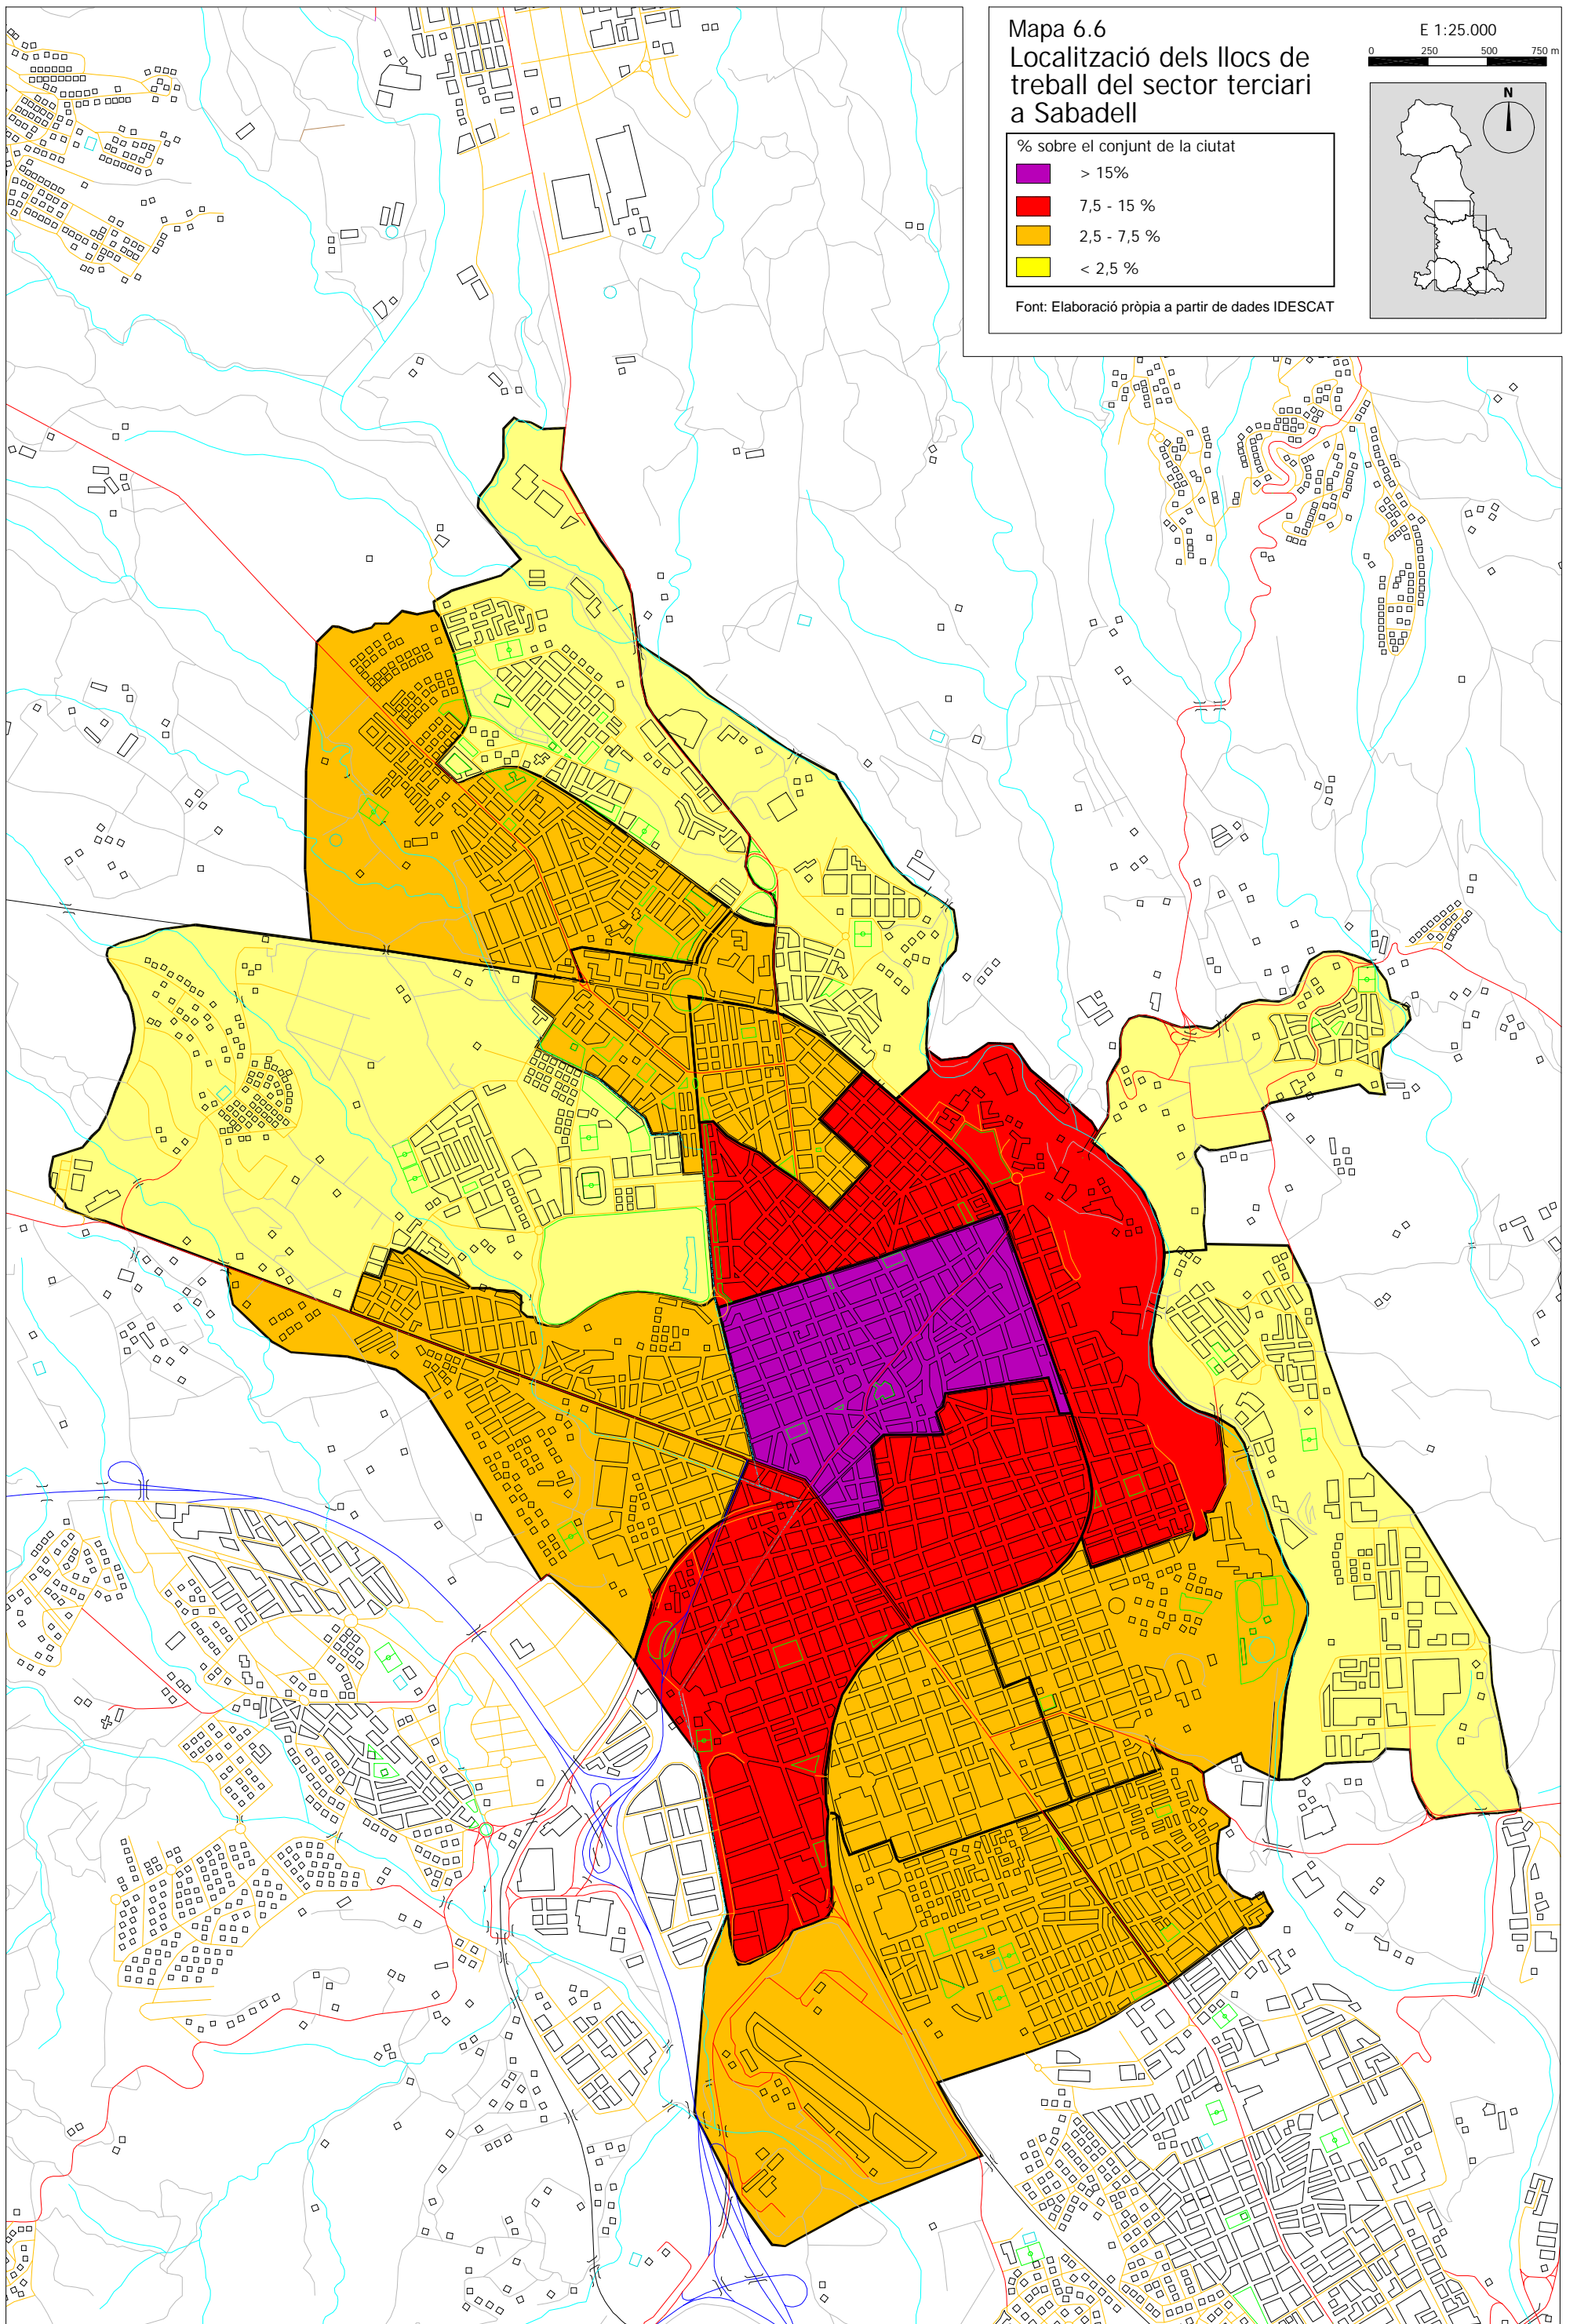 Mapa 6.6
Localització dels llocs de
treball del sector terciari
a Sabadell
% sobre el conjunt de la ciutat
> 15%
7,5 - 15 %
2,5 - 7,5 %
< 2,5 %
Font: Elaboració pròpia a partir de dades IDESCAT
E 1:25.000
0 250 500 750 m
N